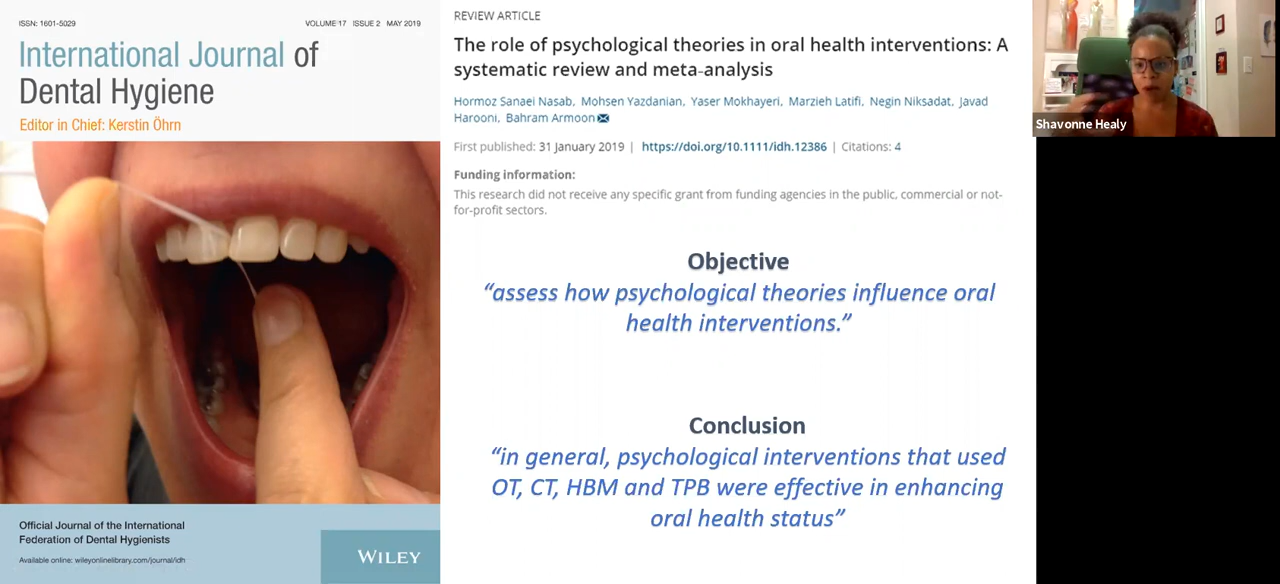 ISSN: 1601-5029
VOLUME 17 ISSUE 2 MAY 2019
International Journal of
Dental Hygiene
Editor in Chief: Kerstin Öhrn
Official Journal of the International
Federation of Dental Hygienists
Available online: wileyonlinelibrary.com/journal/idh
WILEY
REVIEW ARTICLE
The role of psychological theories in oral health interventions: A
systematic review and meta-analysis
Hormoz Sanaei Nasab, Mohsen Yazdanian, Yaser Mokhayeri, Marzieh Latifi, Negin Niksadat, Javad
Harooni, Bahram Armoon
First published: 31 January 2019 | https://doi.org/10.1111/idh.12386 | Citations: 4
Funding information:
This research did not receive any specific grant from funding agencies in the public, commercial or not-
for-profit sectors.
Objective
“assess how psychological theories influence oral
health interventions.”
Conclusion
“in general, psychological interventions that used
OT, CT, HBM and TPB were effective in enhancing
oral health status”
Shavonne Healy